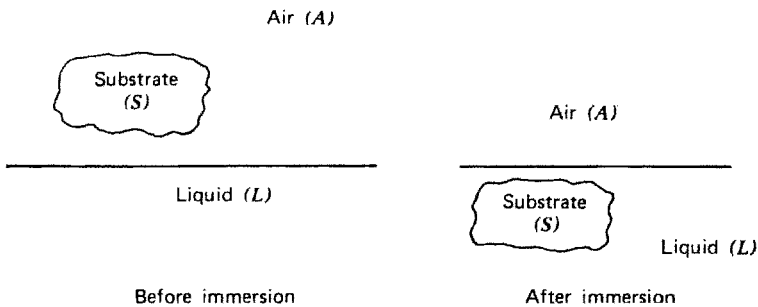 Air (A)
Substrate
(S)
Liquid (L)
Before immersion
Air (A)
Substrate
(S)
Liquid (L)
After immersion